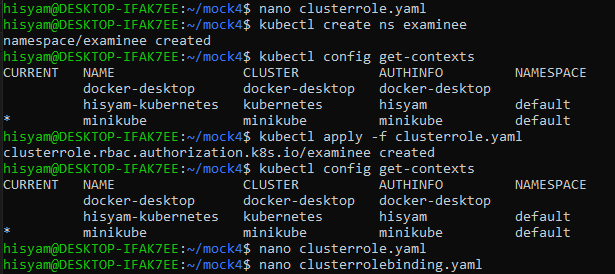 hisyam@DESKTOP-IFAK7EE:~/mock4$ nano clusterrole.yaml
hisyam@DESKTOP-IFAK7EE:~/mock4$ kubectl create ns examinee
namespace/examinee created
hisyam@DESKTOP-IFAK7EE:~/mock4$ kubectl config get-contexts
CURRENT   NAME                CLUSTER          AUTHINFO         NAMESPACE
          docker-desktop      docker-desktop   docker-desktop
          hisyam-kubernetes   kubernetes       hisyam           default
*         minikube            minikube         minikube         default
hisyam@DESKTOP-IFAK7EE:~/mock4$ kubectl apply -f clusterrole.yaml
clusterrole.rbac.authorization.k8s.io/examinee created
hisyam@DESKTOP-IFAK7EE:~/mock4$ kubectl config get-contexts
CURRENT   NAME                CLUSTER          AUTHINFO         NAMESPACE
          docker-desktop      docker-desktop   docker-desktop
          hisyam-kubernetes   kubernetes       hisyam           default
*         minikube            minikube         minikube         default
hisyam@DESKTOP-IFAK7EE:~/mock4$ nano clusterrole.yaml
hisyam@DESKTOP-IFAK7EE:~/mock4$ nano clusterrolebinding.yaml